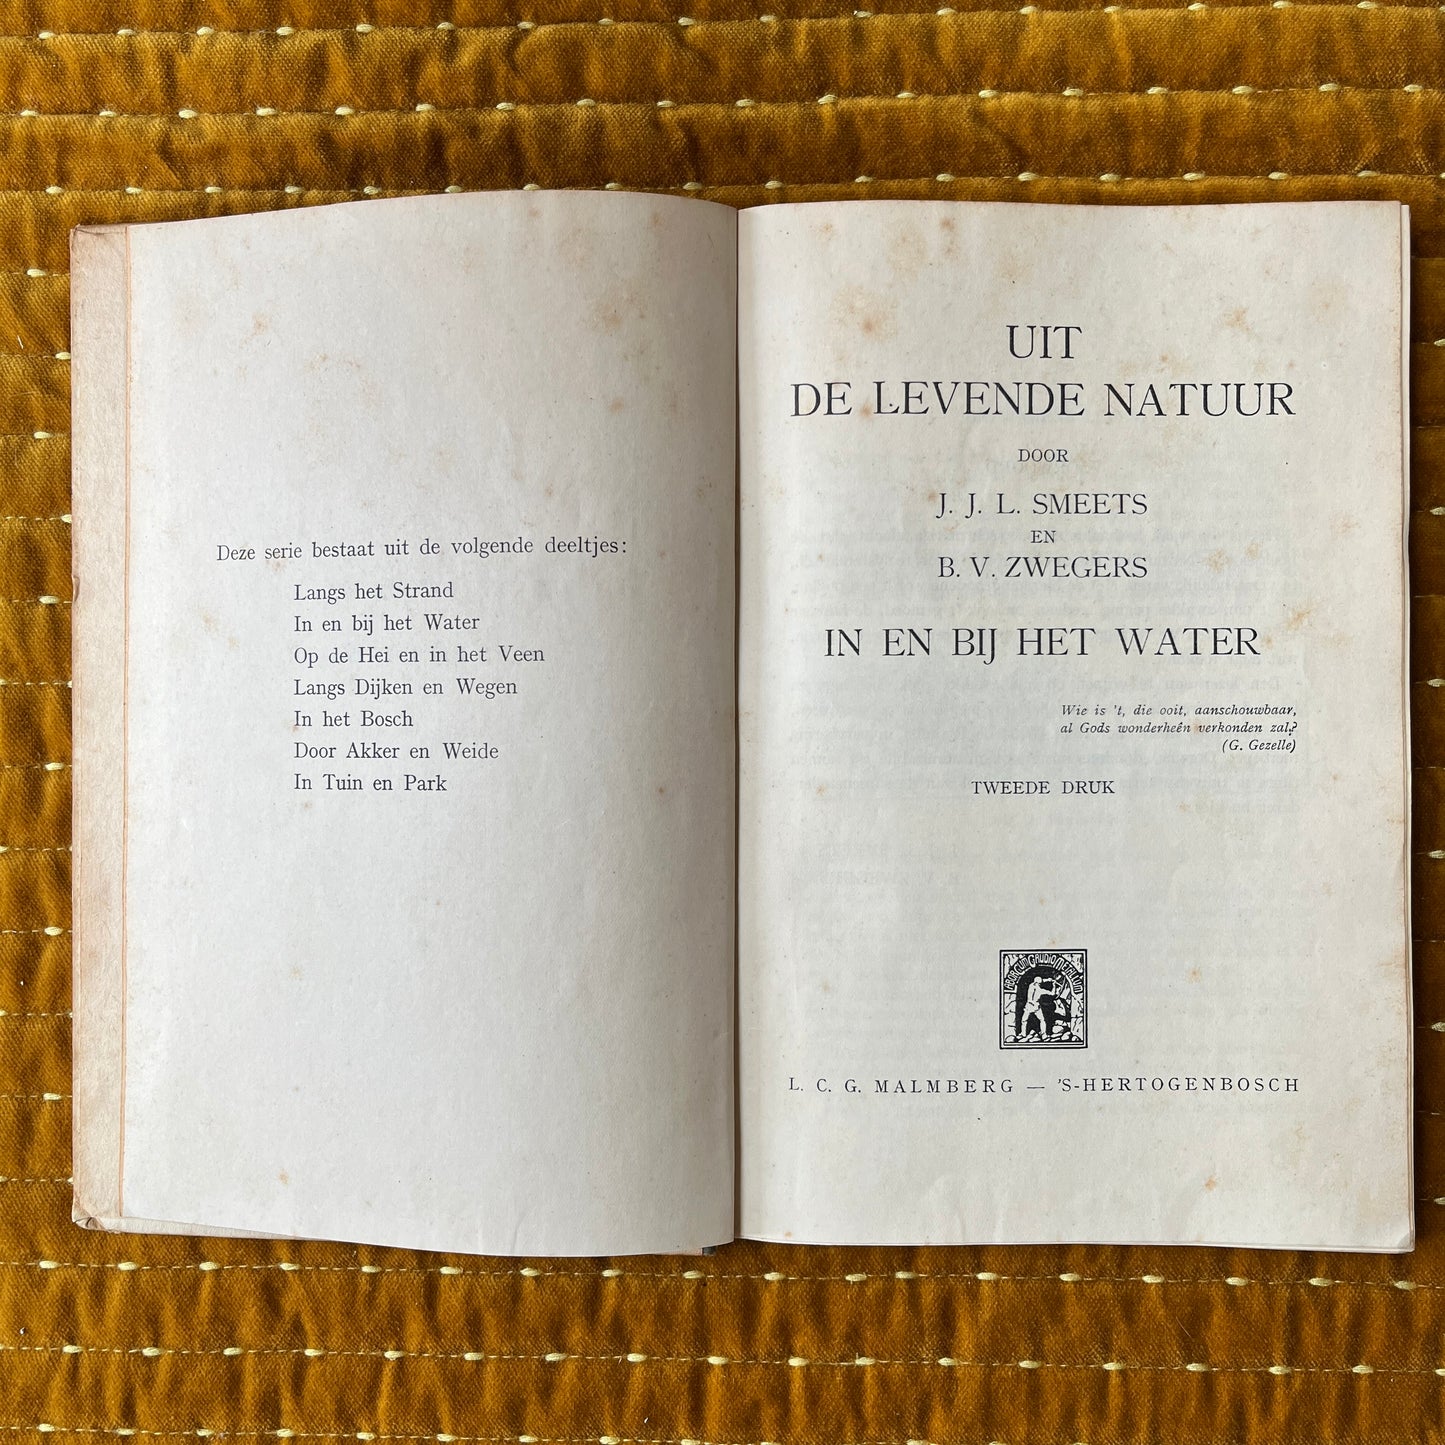 Deze serie bestaat uit de volgende deeltjes:
Langs het Strand
In en bij het Water
Op de Hei en in het Veen
Langs Dijken en Wegen
In het Bosch
Door Akker en Weide
In Tuin en Park
UIT
DE LEVENDE NATUUR
DOOR
J. J. L. SMEETS
EN
B. V. ZWEGERS
IN EN BIJ HET WATER
Wie is 't, die ooit, aanschouwbaar,
al Gods wonderheên verkonden zal?
(G. Gezelle)
TWEEDE DRUK
L. C. G. MALMBERG — 'S-HERTOGENBOSCH